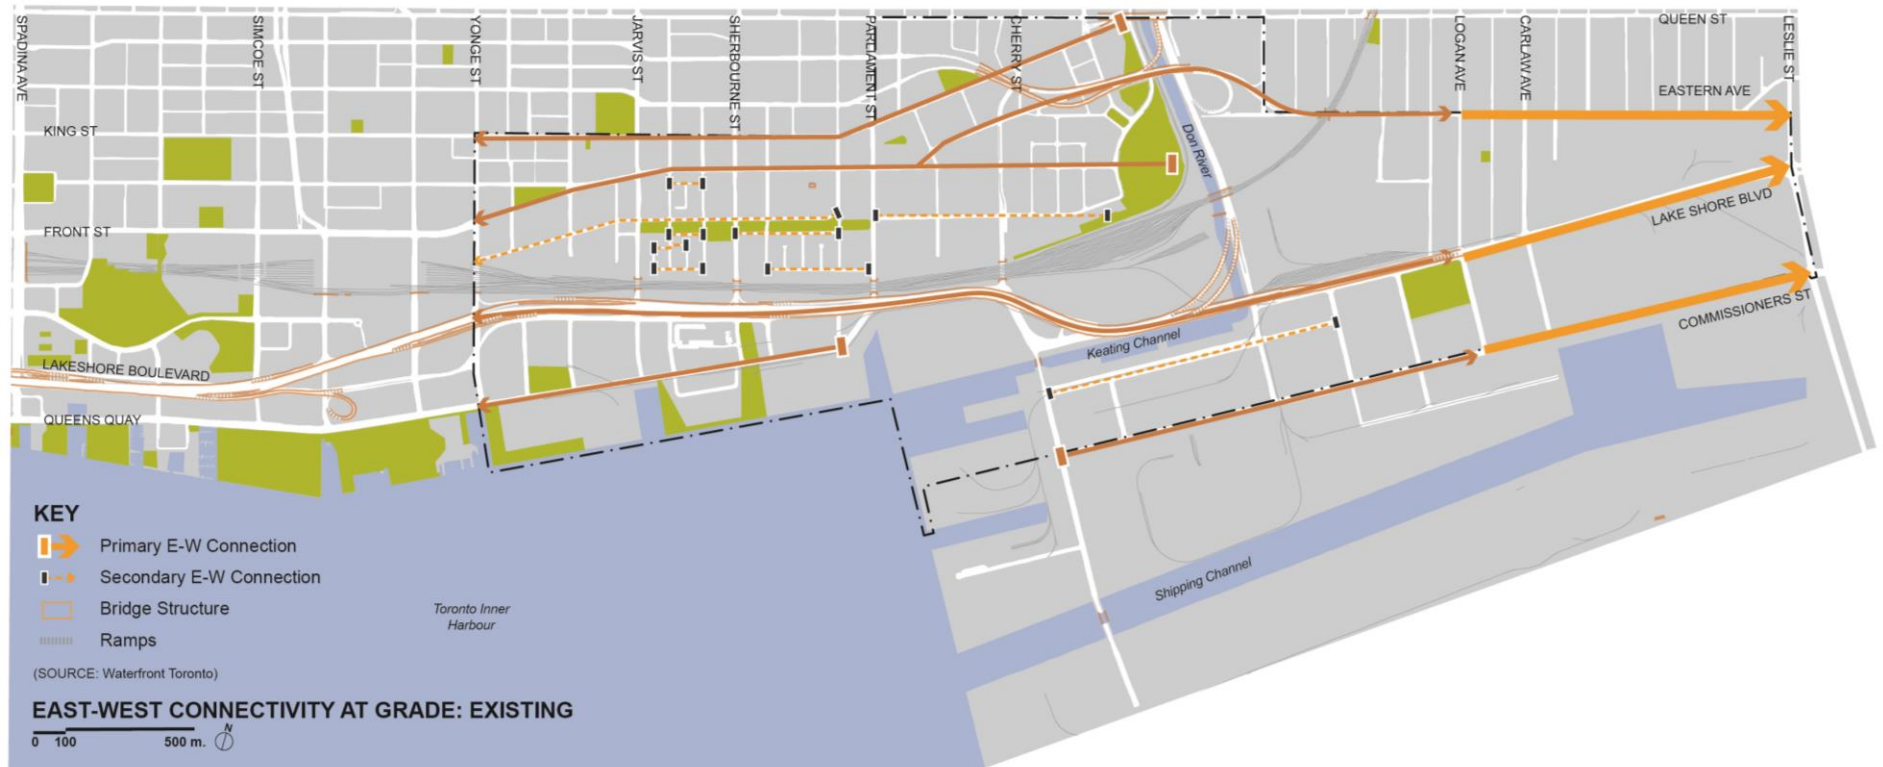 SPADINA AVE
SIMCOE ST
YONGE ST
JARVIS ST
SHERBOURNE ST
PARLIAMENT ST
CHERRY ST
LOGAN AVE
CARLAW AVE
QUEEN ST
LESLIE ST
EASTERN AVE
KING ST
Don River
FRONT ST
LAKE SHORE BLVD
COMMISSIONERS ST
Keating Channel
LAKESHORE BOULEVARD
QUEENS QUAY
Shipping Channel
KEY
Primary E-W Connection
Secondary E-W Connection
Bridge Structure
Ramps
Toronto Inner
Harbour
(SOURCE: Waterfront Toronto)
EAST-WEST CONNECTIVITY AT GRADE: EXISTING
0 100 500 m. N